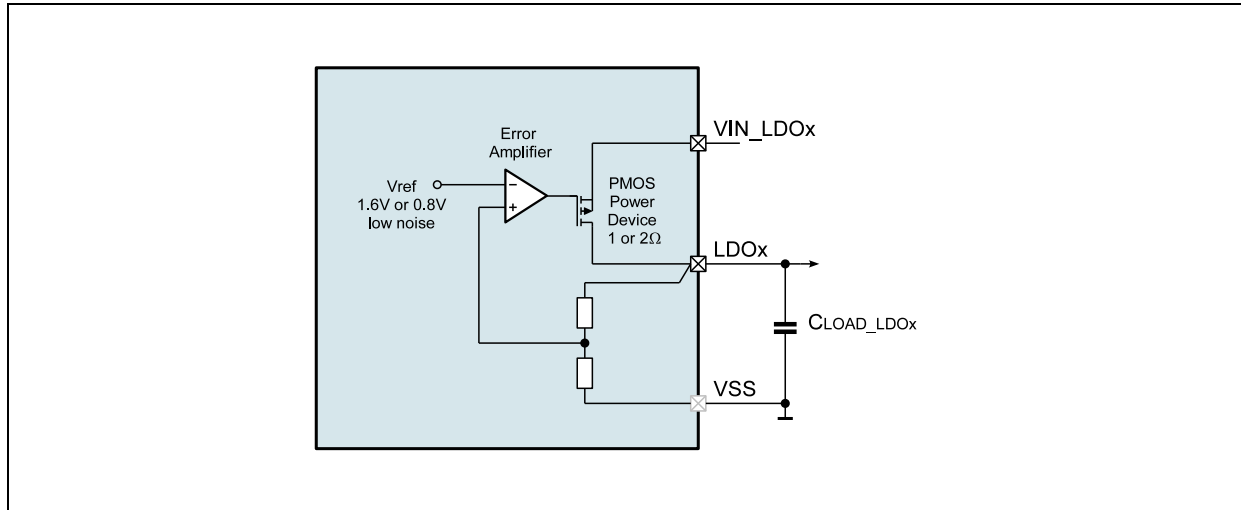 Error
Amplifier
Vref
1.6V or 0.8V
low noise
−
+
PMOS
Power
Device
1 or 2Ω
VIN_LDOx
LDOx
CLOAD_LDOx
VSS